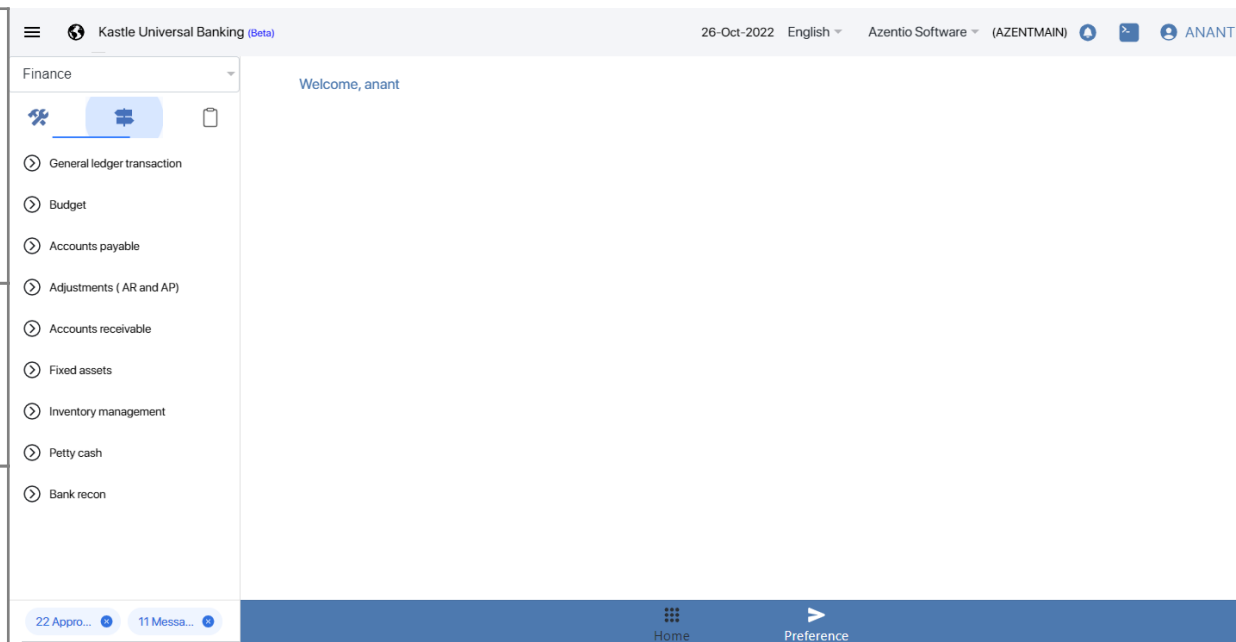 Kastle Universal Banking (Beta)
26-Oct-2022 English Azentio Software (AZENTMAIN) ANANT
Finance
Welcome, anant
General ledger transaction
Budget
Accounts payable
Adjustments ( AR and AP)
Accounts receivable
Fixed assets
Inventory management
Petty cash
Bank recon
22 Appro... 11 Messa...
Home Preference